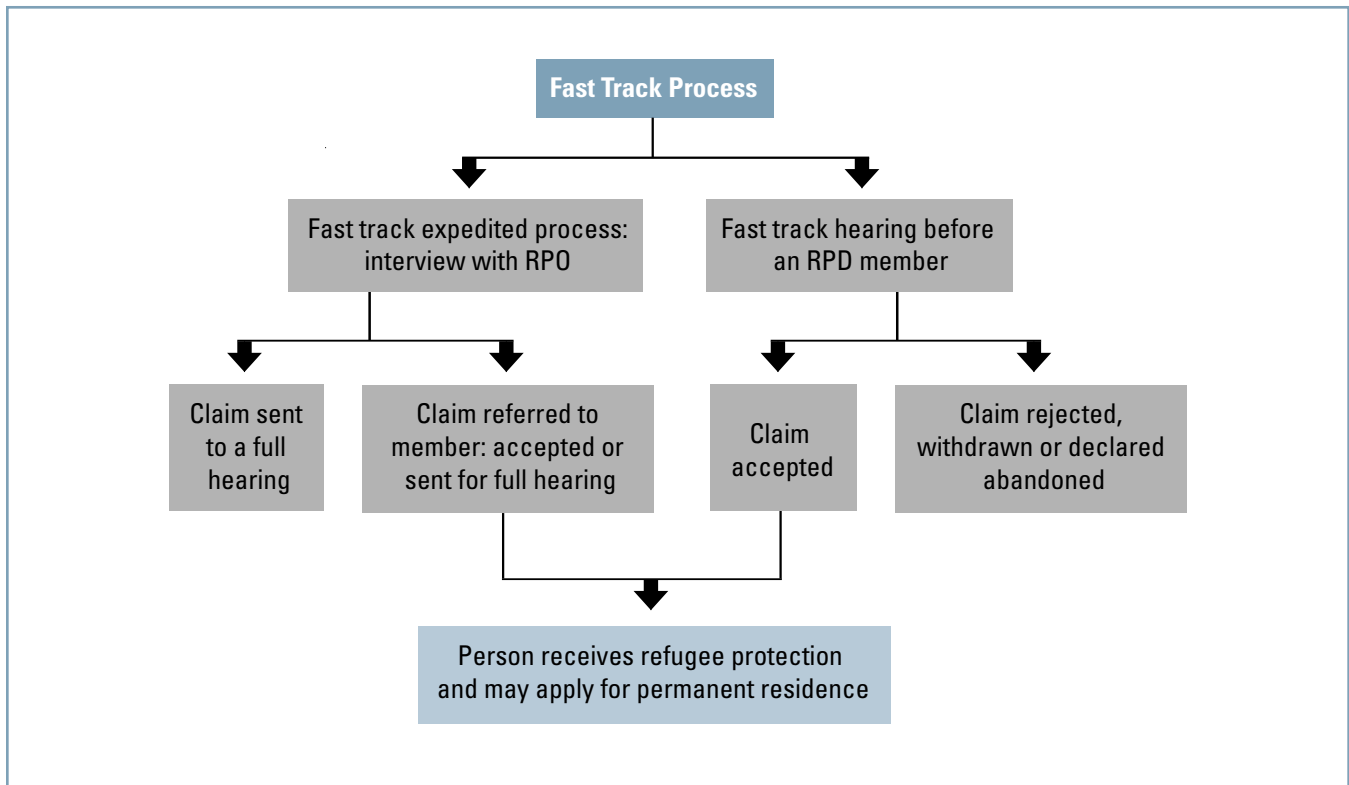 Fast Track Process
Fast track expedited process:
interview with RPO
Fast track hearing before
an RPD member
Claim sent
to a full
hearing
Claim referred to
member: accepted or
sent for full hearing
Claim
accepted
Claim rejected,
withdrawn or declared
abandoned
Person receives refugee protection
and may apply for permanent residence